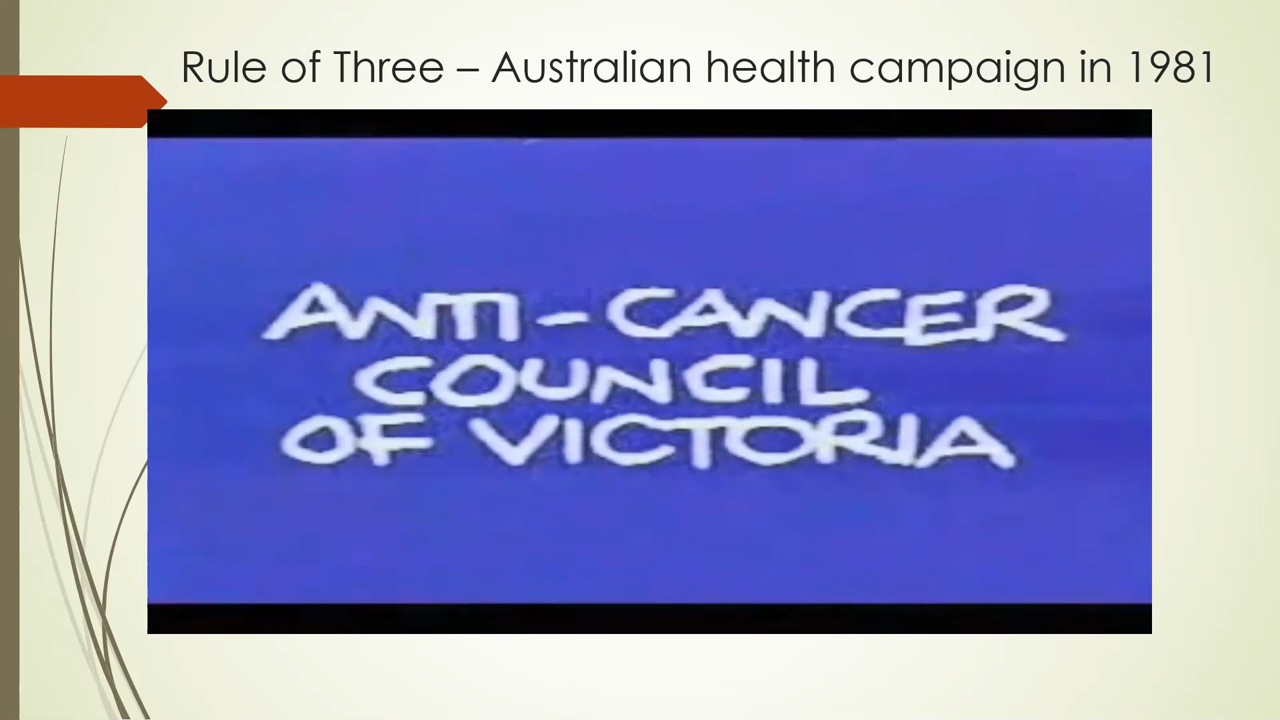 Rule of Three – Australian health campaign in 1981
ANTI-CANCER
COUNCIL
OF VICTORIA